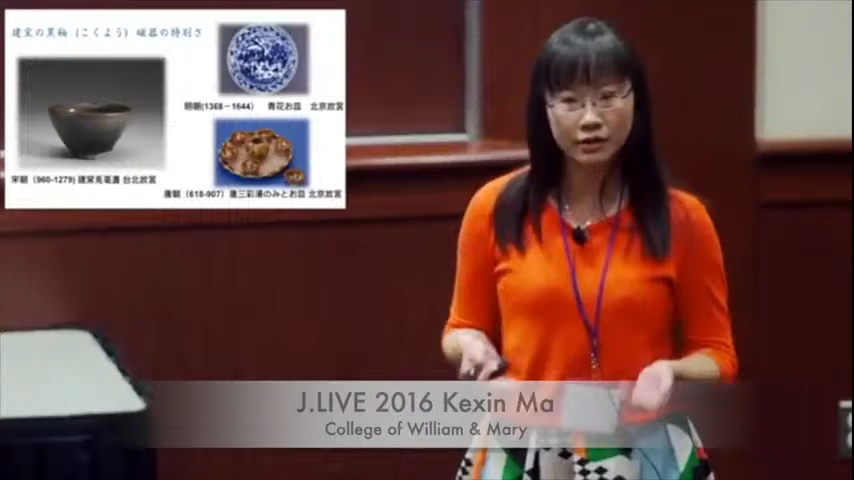 建窯の黒釉（こくよう）磁器の特別さ
明朝(1368－1644) 青花お皿 北京故宮
宋朝（960-1279) 建窯兎毫盞 台北故宮
唐朝（618-907）唐三彩湯のみとお皿 北京故宮
J.LIVE 2016 Kexin Ma
College of William & Mary